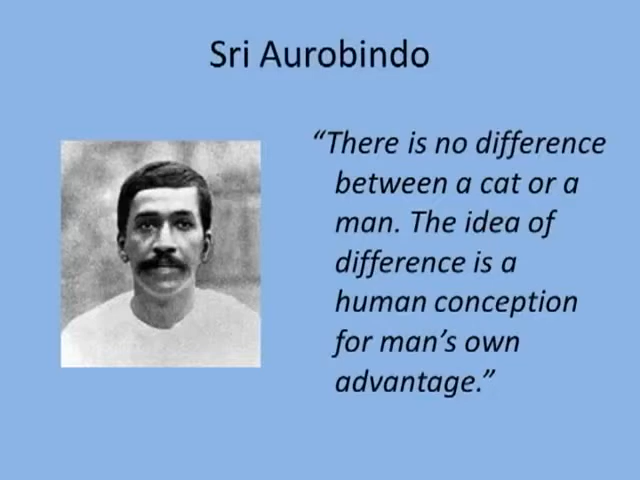 Sri Aurobindo
“There is no difference
between a cat or a
man. The idea of
difference is a
human conception
for man’s own
advantage.”